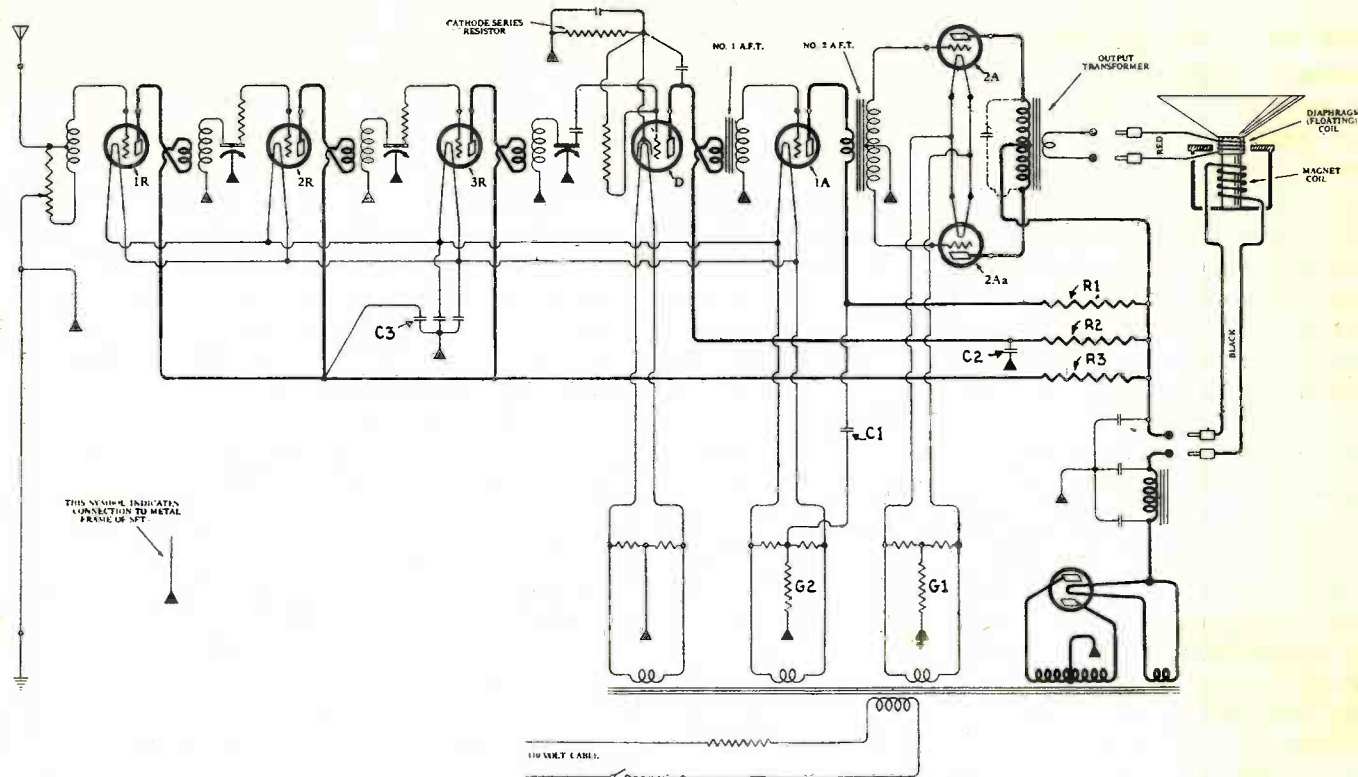 CATHODE SERIES
RESISTOR
NO. 1 A.F.T.
NO. 2 A.F.T.
2A
OUTPUT
TRANSFORMER
DIAPHRAGM
(FLOATING)
COIL
RED
MAGNET
COIL
1R
2R
3R
D
1A
2Aa
R1
R2
R3
C3
C2
BLACK
C1
THIS SYMBOL INDICATES
CONNECTION TO METAL
FRAME OF SET
G2
G1
110 VOLT CABLE